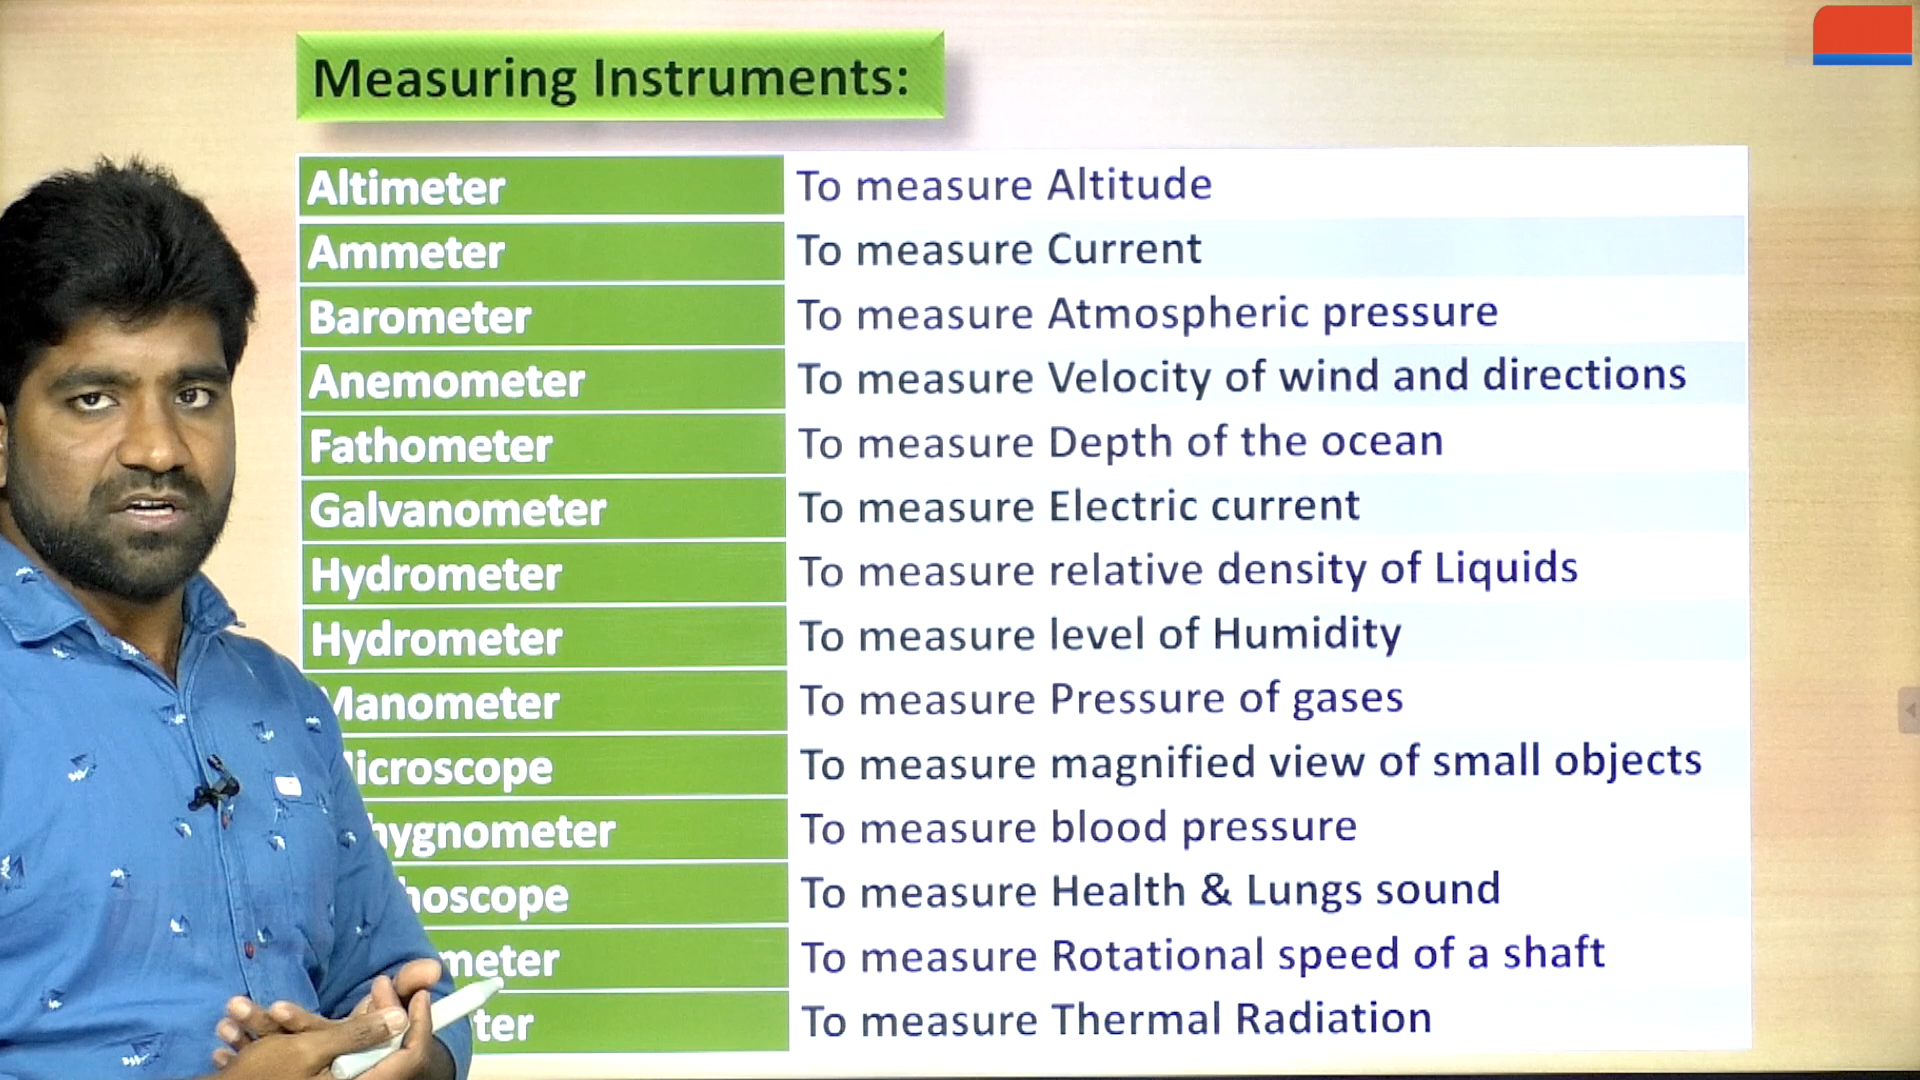 Measuring Instruments:
Altimeter To measure Altitude
Ammeter To measure Current
Barometer To measure Atmospheric pressure
Anemometer To measure Velocity of wind and directions
Fathometer To measure Depth of the ocean
Galvanometer To measure Electric current
Hydrometer To measure relative density of Liquids
Hydrometer To measure level of Humidity
Manometer To measure Pressure of gases
icroscope To measure magnified view of small objects
hygnometer To measure blood pressure
hoscope To measure Health & Lungs sound
meter To measure Rotational speed of a shaft
ter To measure Thermal Radiation